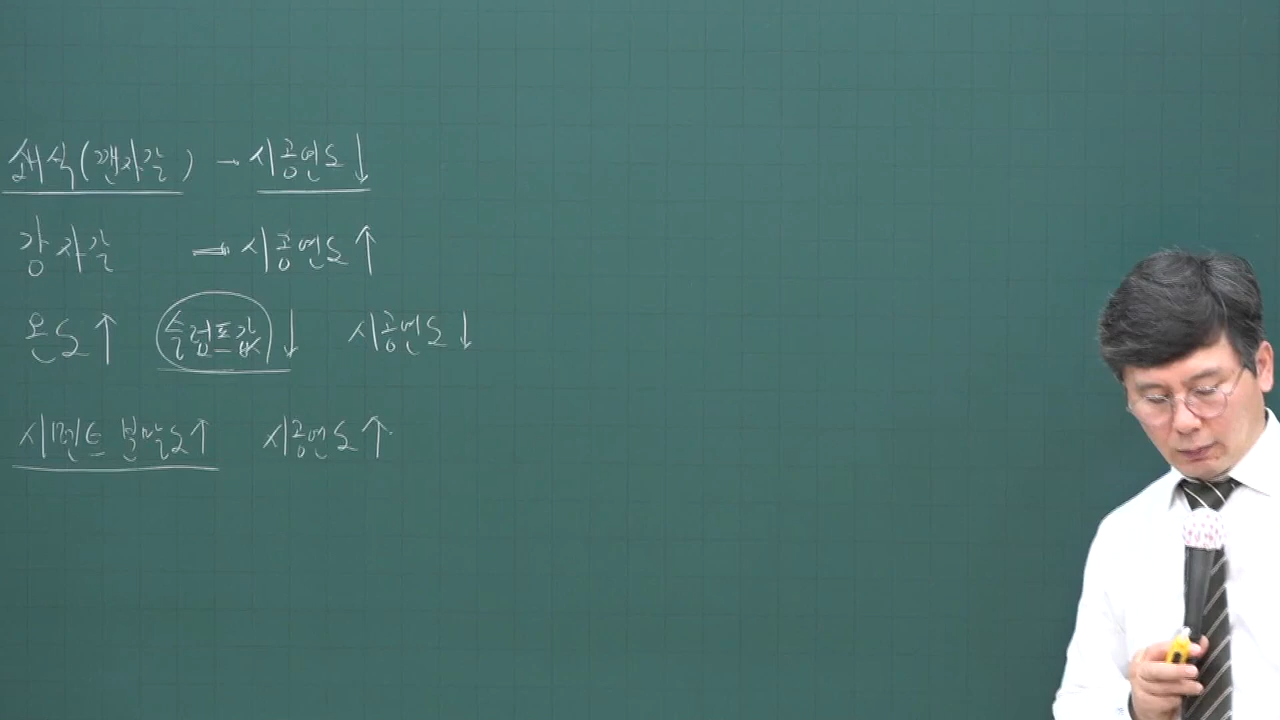 쇄석(깬자갈) → 시공연도↓
강자갈 → 시공연도↑
온도↑ 슬럼프값↓ 시공연도↓
시멘트 분말도↑ 시공연도↑